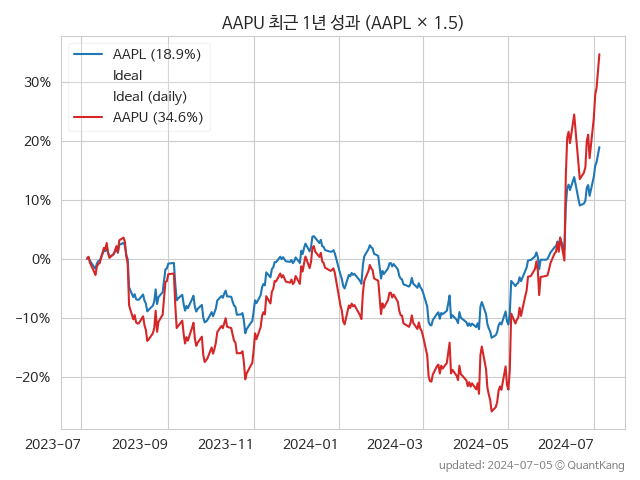 AAPU 최근 1년 성과 (AAPL × 1.5)
AAPL (18.9%)
Ideal
Ideal (daily)
AAPU (34.6%)
30%
20%
10%
0%
−10%
−20%
2023-07 2023-09 2023-11 2024-01 2024-03 2024-05 2024-07
updated: 2024-07-05 © QuantKang